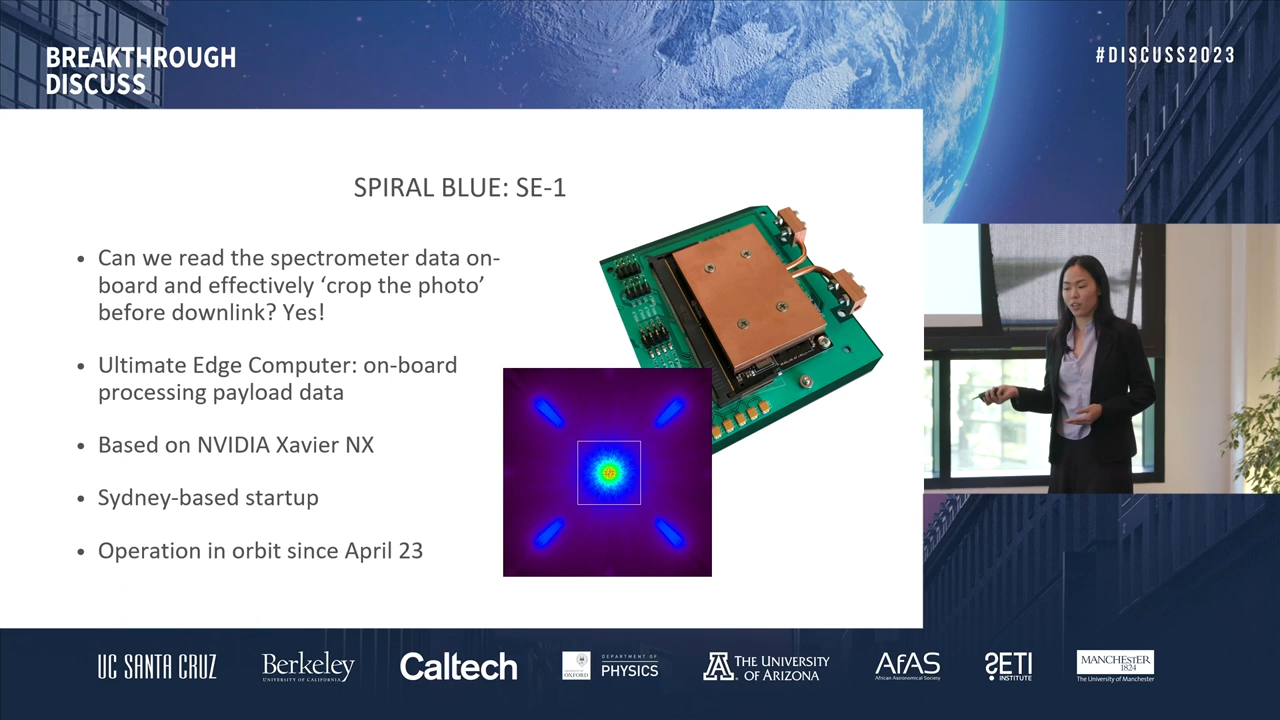 BREAKTHROUGH
DISCUSS
#DISCUSS2023
SPIRAL BLUE: SE-1
• Can we read the spectrometer data on-
board and effectively ‘crop the photo’
before downlink? Yes!
• Ultimate Edge Computer: on-board
processing payload data
• Based on NVIDIA Xavier NX
• Sydney-based startup
• Operation in orbit since April 23
UC SANTA CRUZ
Berkeley
UNIVERSITY OF CALIFORNIA
Caltech
OXFORD
DEPARTMENT OF
PHYSICS
THE UNIVERSITY
OF ARIZONA
AfAS
African Astronomical Society
SETI
INSTITUTE
MANCHESTER
1824
The University of Manchester